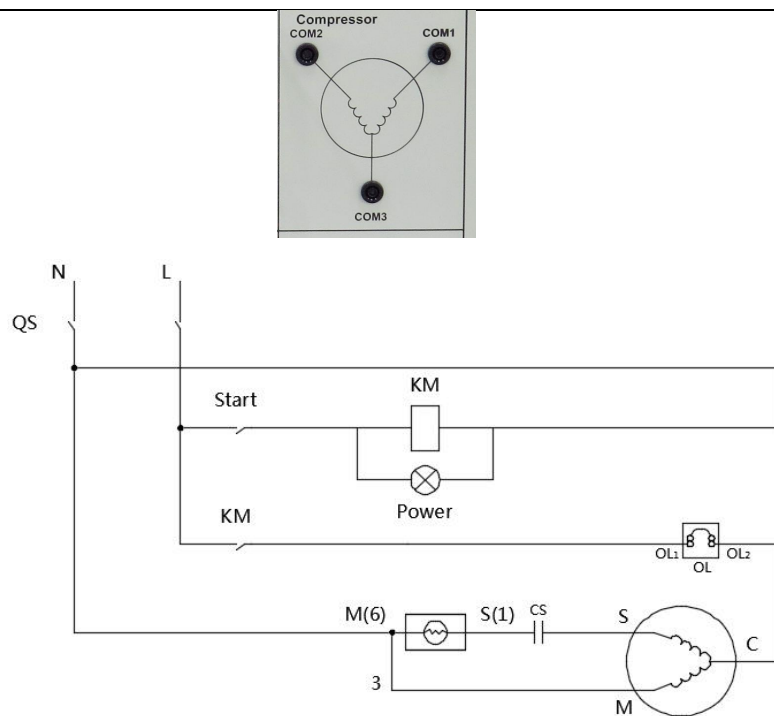 Compressor
COM2 COM1
COM3
N L
QS
KM
Start
Power
KM
OL₁ OL OL₂
M(6) S(1) CS S
C
3
M